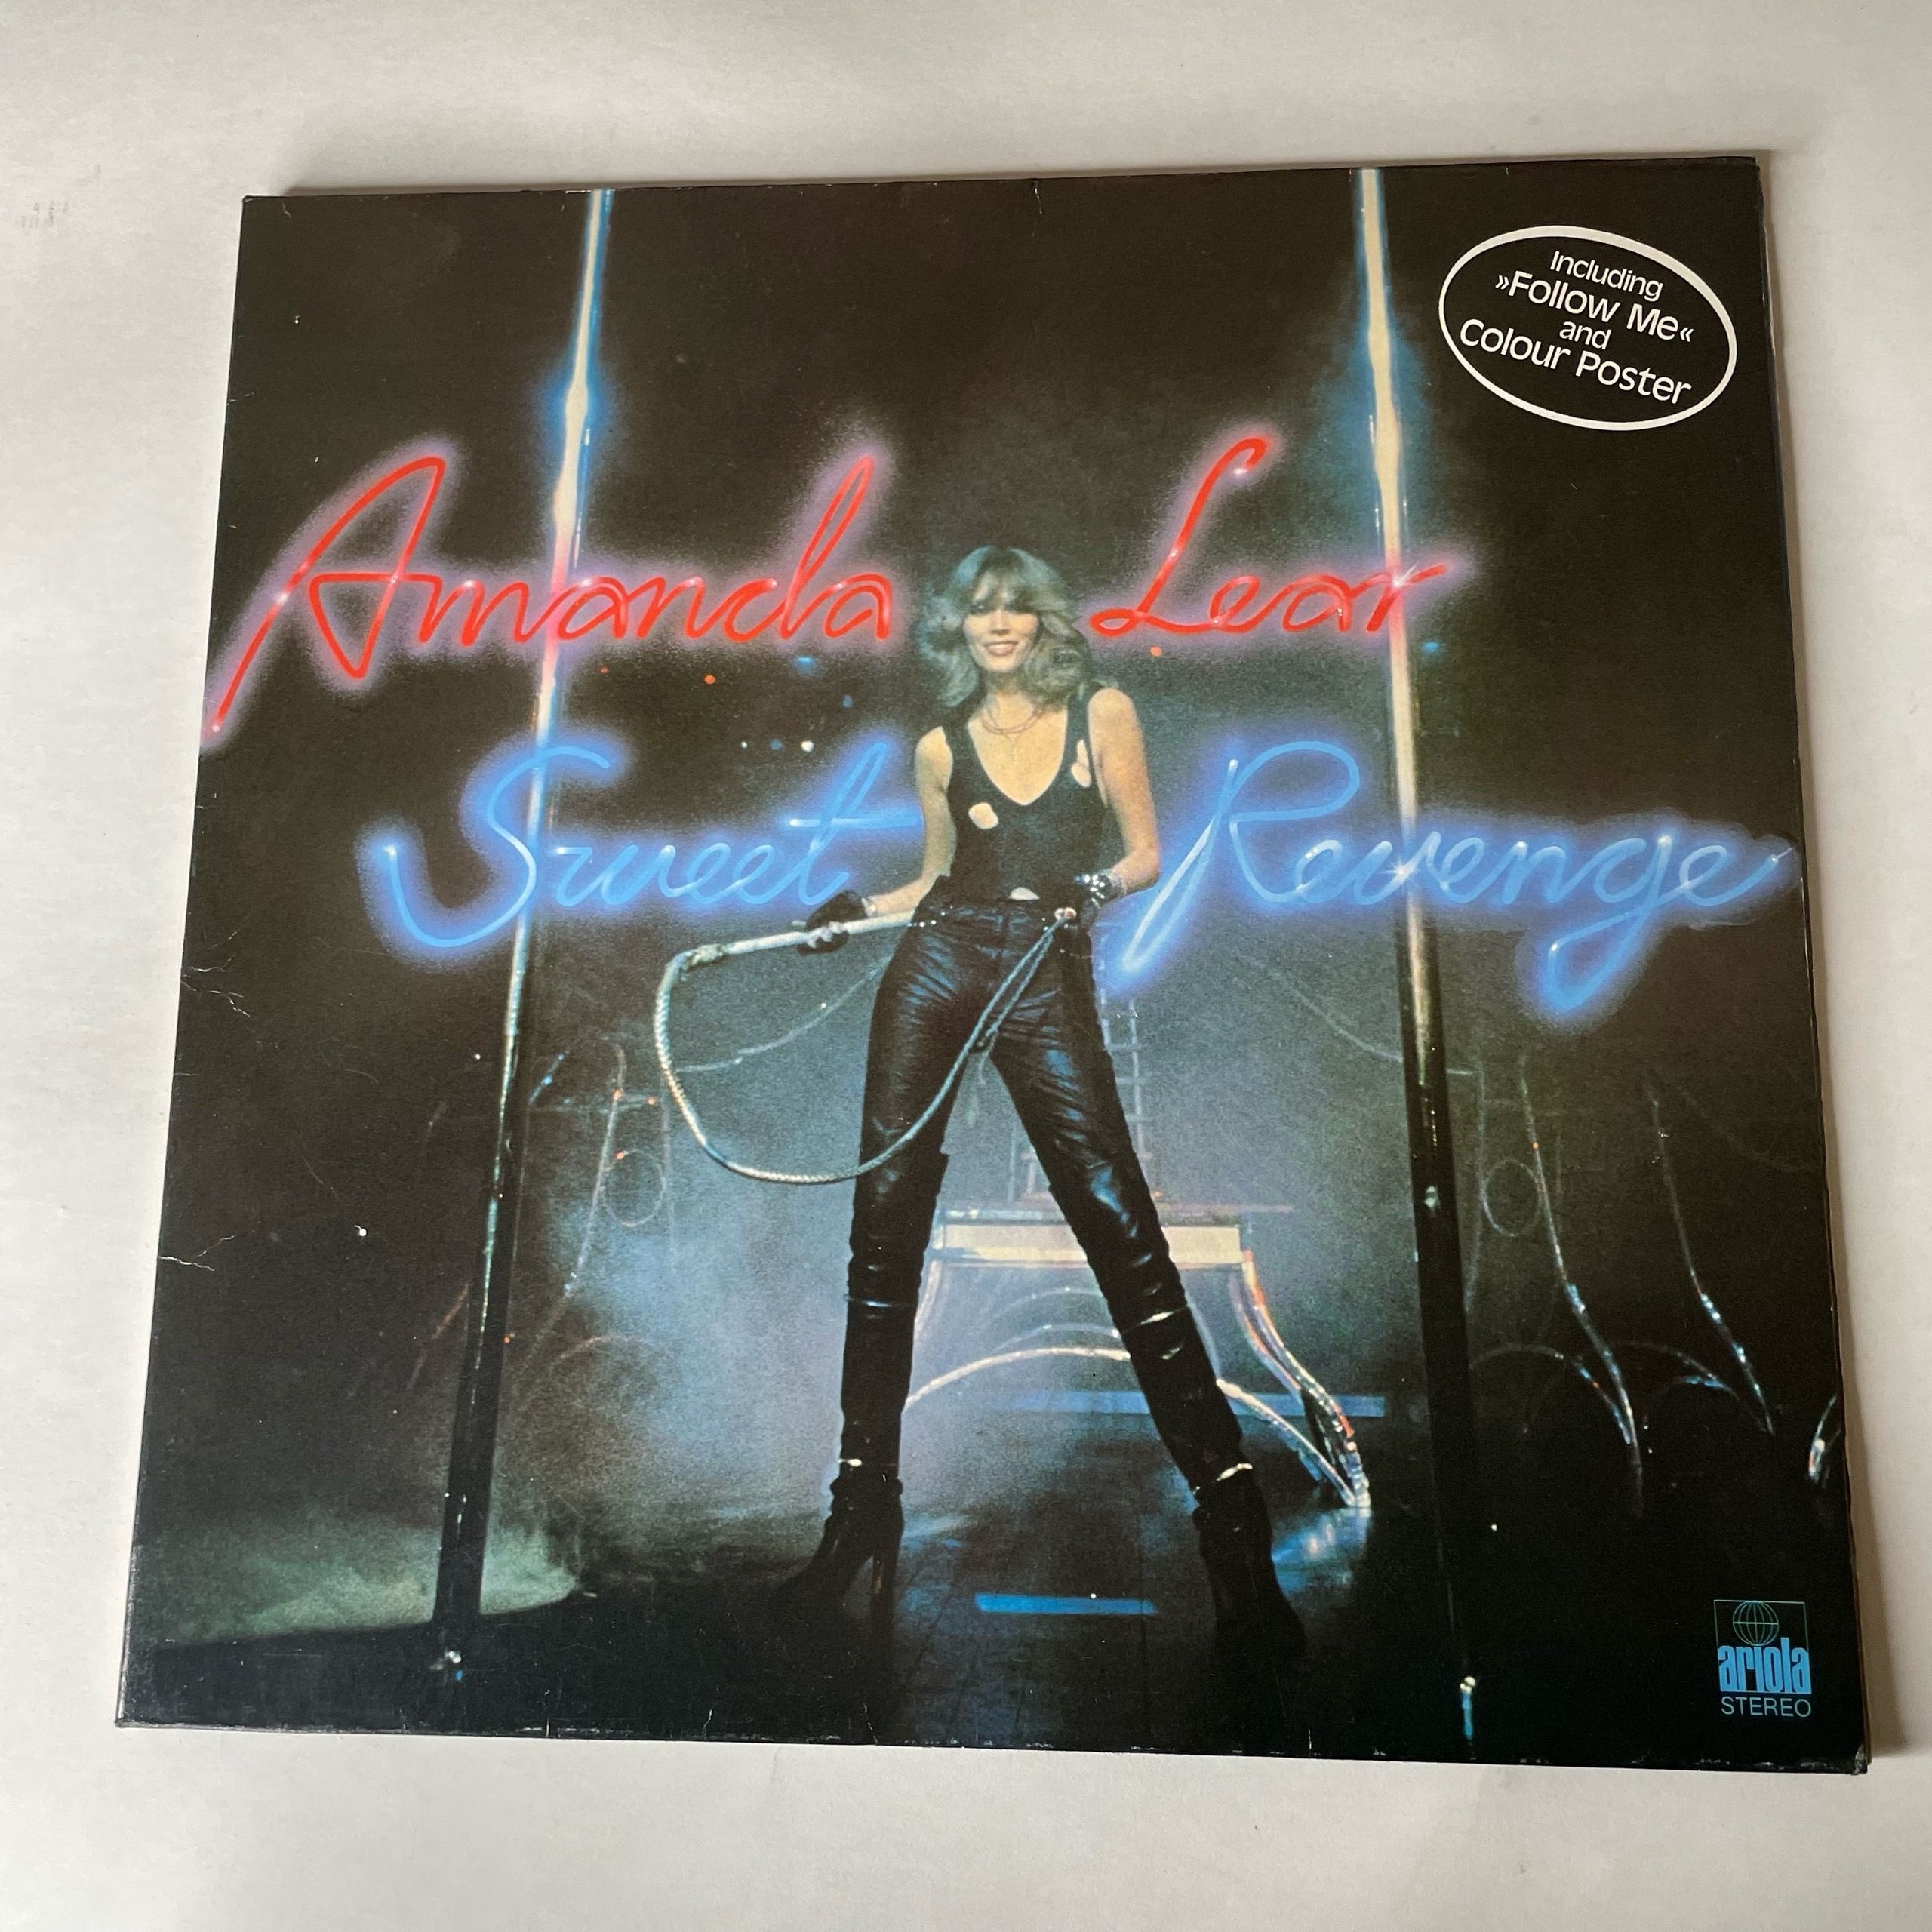 Including
»Follow Me«
and
Colour Poster
Amanda Lear
Sweet Revenge
ariola
STEREO